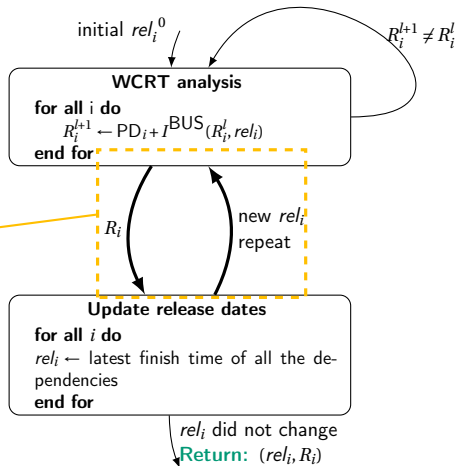 initial rel_i^0
R_i^{l+1} ≠ R_i^l
WCRT analysis
for all i do
R_i^{l+1} ← PD_i + I^{BUS}(R_i^l, rel_i)
end for
R_i
new rel_i
repeat
Update release dates
for all i do
rel_i ← latest finish time of all the de-
pendencies
end for
rel_i did not change
Return: (rel_i, R_i)